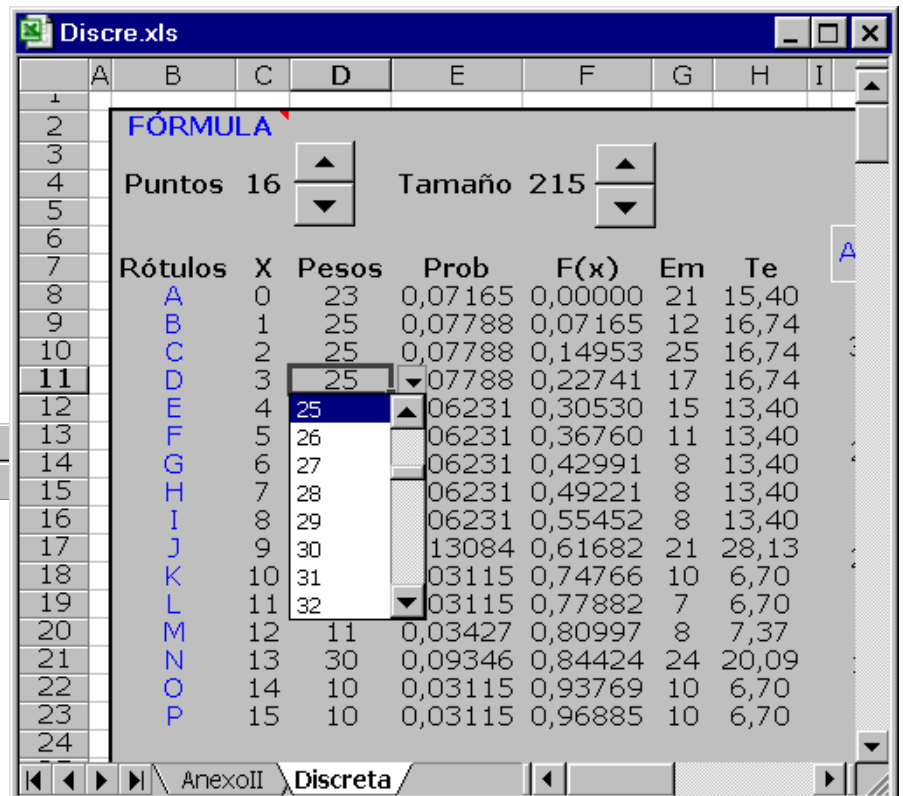 Discre.xls
A B C D E F G H I
1
2 FÓRMULA
3
4 Puntos 16 Tamaño 215
5
6
7 Rótulos X Pesos Prob F(x) Em Te A
8 A 0 23 0,07165 0,00000 21 15,40
9 B 1 25 0,07788 0,07165 12 16,74
10 C 2 25 0,07788 0,14953 25 16,74
11 D 3 25 07788 0,22741 17 16,74
12 E 4 25 06231 0,30530 15 13,40
13 F 5 26 06231 0,36760 11 13,40
14 G 6 27 06231 0,42991 8 13,40
15 H 7 28 06231 0,49221 8 13,40
16 I 8 29 06231 0,55452 8 13,40
17 J 9 30 13084 0,61682 21 28,13
18 K 10 31 03115 0,74766 10 6,70
19 L 11 32 03115 0,77882 7 6,70
20 M 12 11 0,03427 0,80997 8 7,37
21 N 13 30 0,09346 0,84424 24 20,09
22 O 14 10 0,03115 0,93769 10 6,70
23 P 15 10 0,03115 0,96885 10 6,70
24
AnexoII Discreta